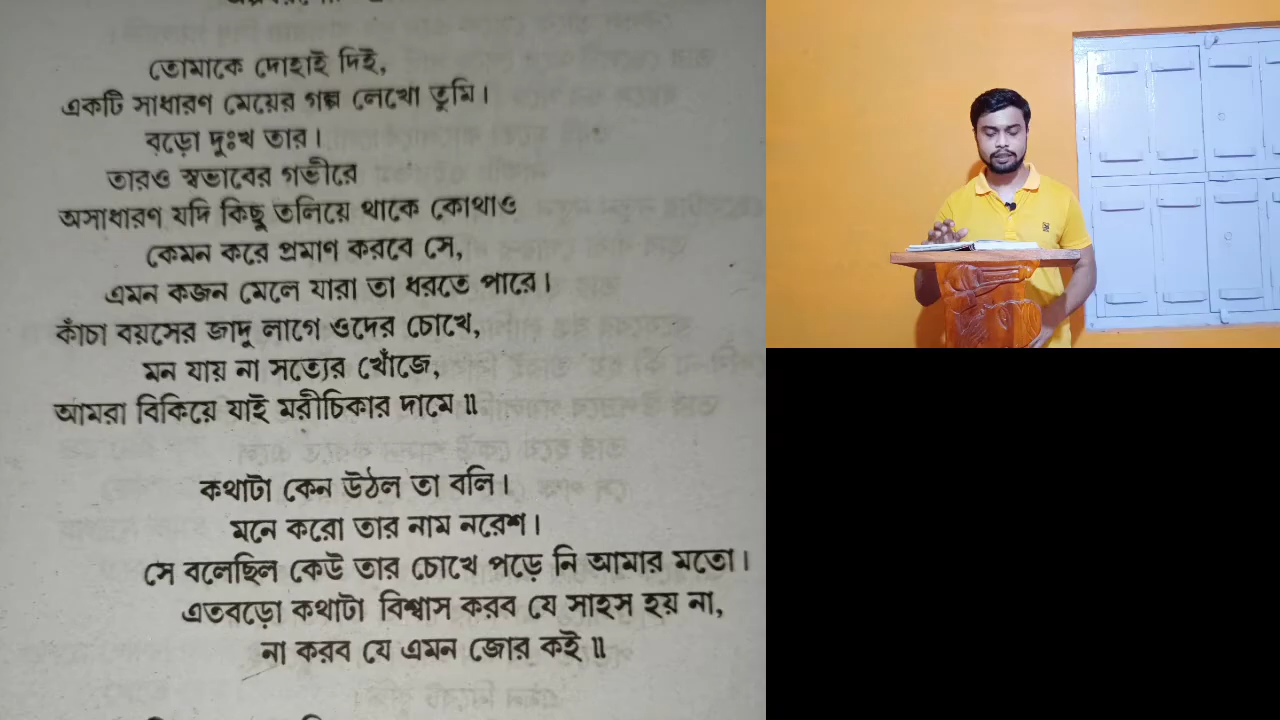 তোমাকে দোহাই দিই,
একটি সাধারণ মেয়ের গল্প লেখো তুমি।
বড়ো দুঃখ তার।
তারও স্বভাবের গভীরে
অসাধারণ যদি কিছু তলিয়ে থাকে কোথাও
কেমন করে প্রমাণ করবে সে,
এমন কজন মেলে যারা তা ধরতে পারে।
কাঁচা বয়সের জাদু লাগে ওদের চোখে,
মন যায় না সত্যের খোঁজে,
আমরা বিকিয়ে যাই মরীচিকার দামে॥
কথাটা কেন উঠল তা বলি।
মনে করো তার নাম নরেশ।
সে বলেছিল কেউ তার চোখে পড়ে নি আমার মতো।
এতবড়ো কথাটা বিশ্বাস করব যে সাহস হয় না,
না করব যে এমন জোর কই॥